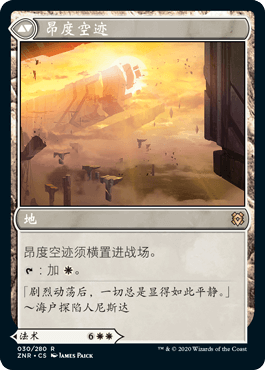 昂度空迹
地
昂度空迹须横置进战场。
：加。
「剧烈动荡后，一切总是显得如此平静。」
～海户探险人尼斯达
法术 6
030/280 R
ZNR • CS JAMES PAICK
™ & © 2020 Wizards of the Coast